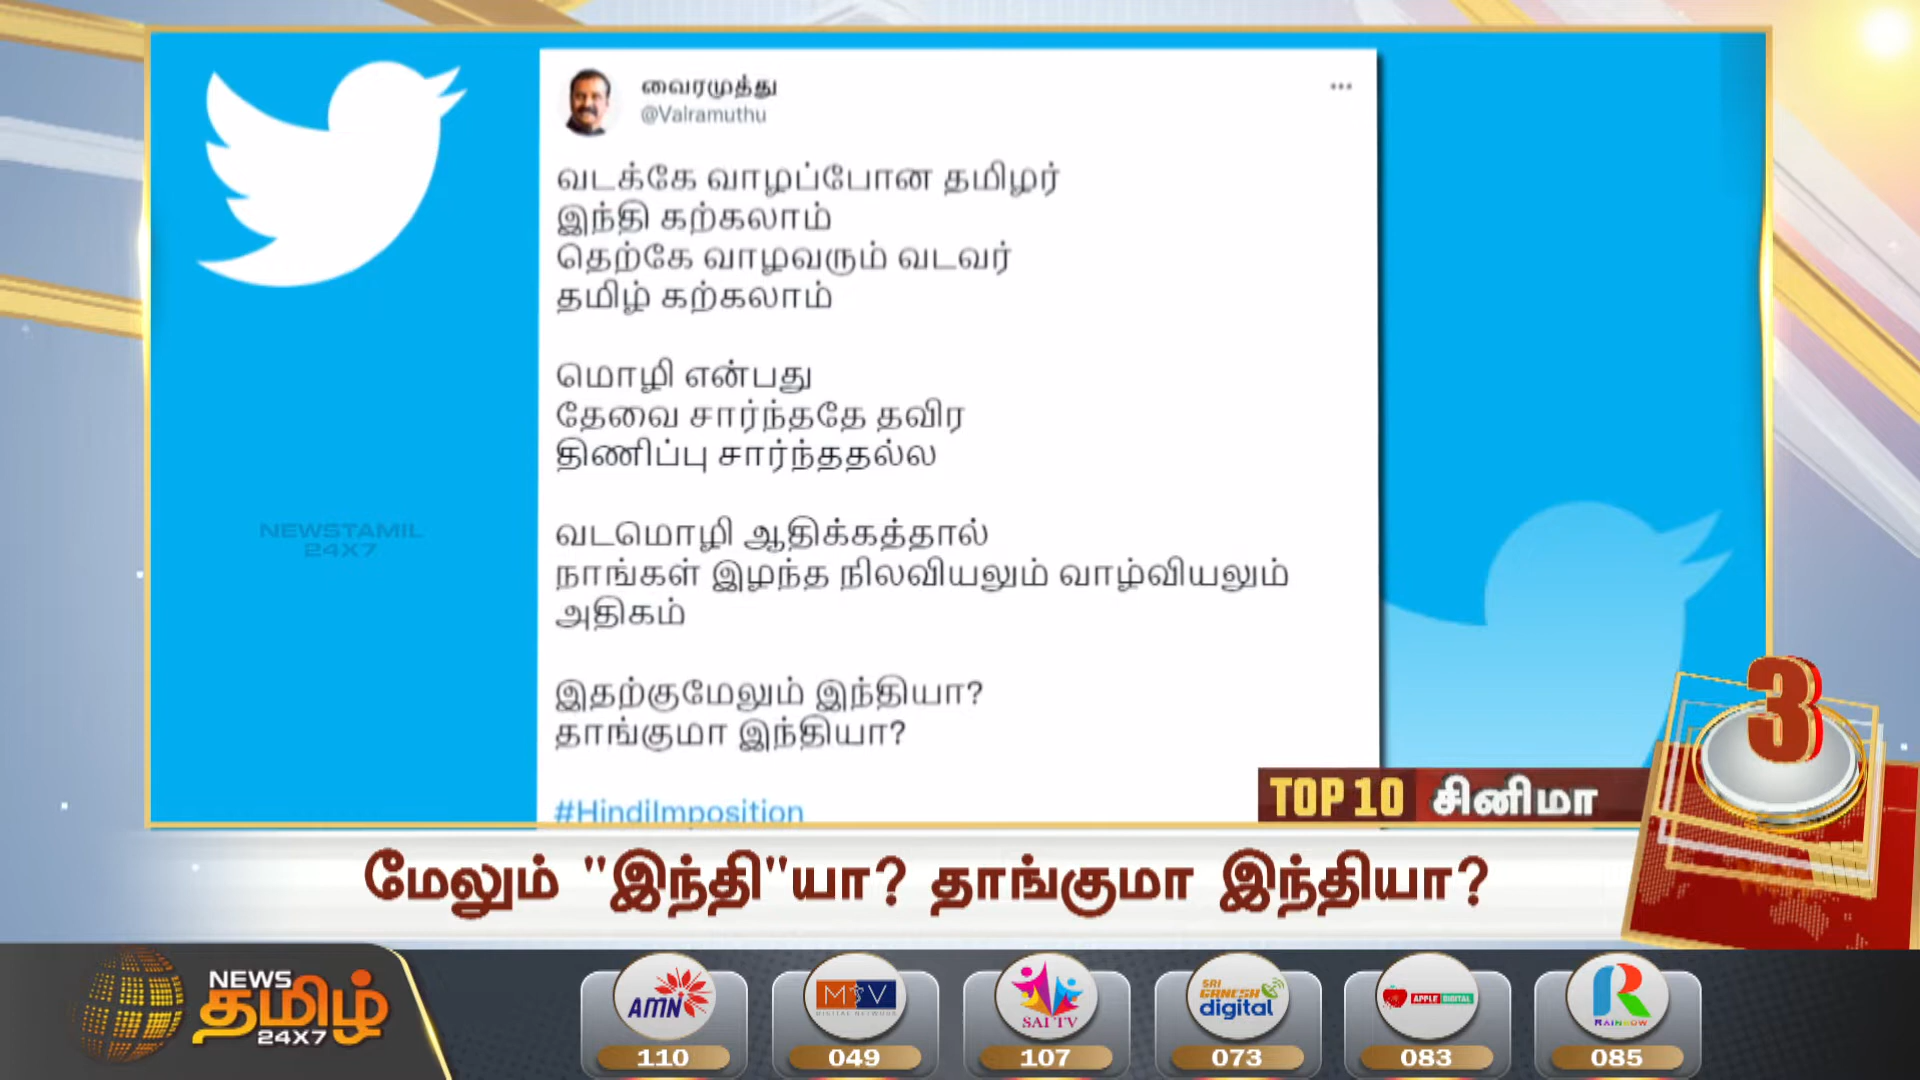 வைரமுத்து
@Vairamuthu
வடக்கே வாழப்போன தமிழர்
இந்தி கற்கலாம்
தெற்கே வாழவரும் வடவர்
தமிழ் கற்கலாம்
மொழி என்பது
தேவை சார்ந்ததே தவிர
திணிப்பு சார்ந்ததல்ல
வடமொழி ஆதிக்கத்தால்
நாங்கள் இழந்த நிலவியலும் வாழ்வியலும்
அதிகம்
இதற்குமேலும் இந்தியா?
தாங்குமா இந்தியா?
#HindiImposition
NEWSTAMIL
24X7
3
TOP 10 சினிமா
மேலும் "இந்தி"யா? தாங்குமா இந்தியா?
NEWS
தமிழ்
24X7
AMN
110
MSV
DIGITAL NETWORK
049
SAI TV
107
SRI
GANESH
digital
073
APPLE DIGITAL
083
RAINBOW
085